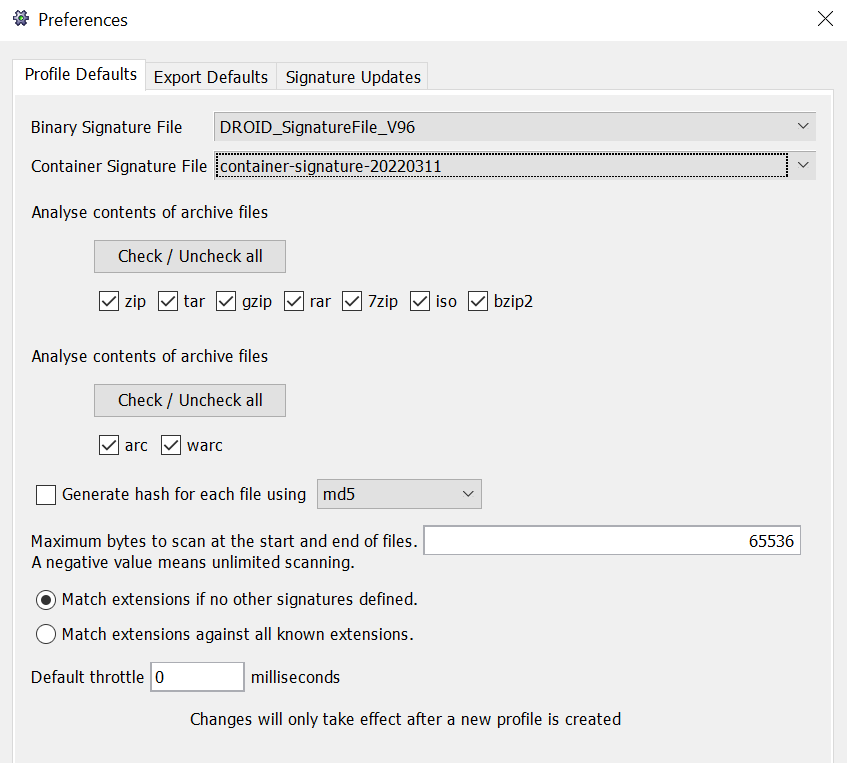 Preferences
Profile Defaults Export Defaults Signature Updates
Binary Signature File DROID_SignatureFile_V96
Container Signature File container-signature-20220311
Analyse contents of archive files
Check / Uncheck all
zip tar gzip rar 7zip iso bzip2
Analyse contents of archive files
Check / Uncheck all
arc warc
Generate hash for each file using md5
Maximum bytes to scan at the start and end of files. 65536
A negative value means unlimited scanning.
Match extensions if no other signatures defined.
Match extensions against all known extensions.
Default throttle 0 milliseconds
Changes will only take effect after a new profile is created